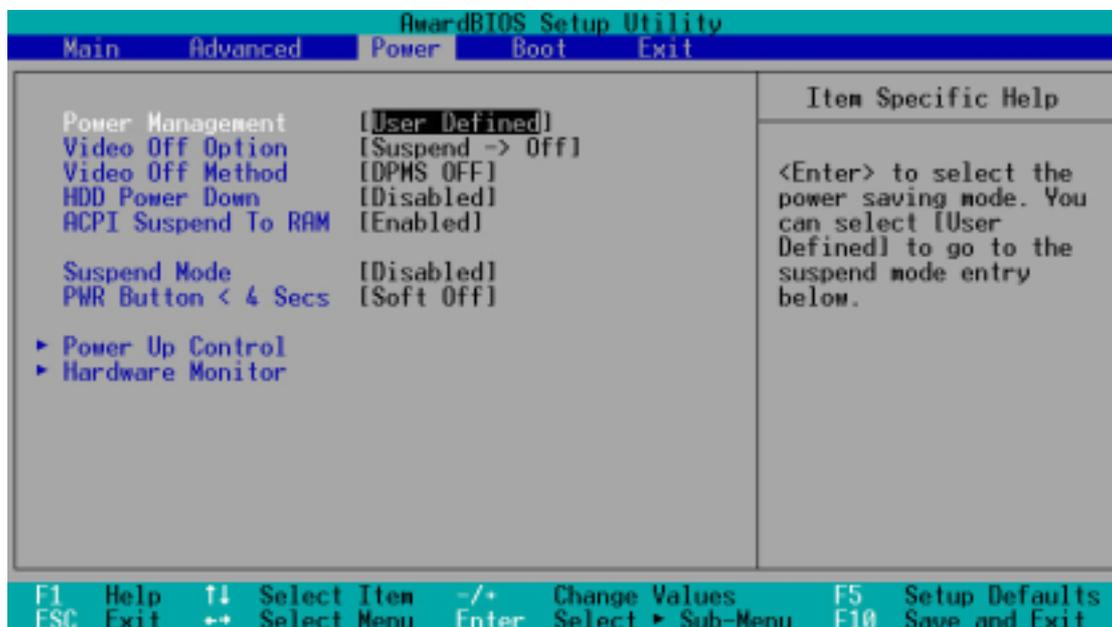 AwardBIOS Setup Utility
Main Advanced Power Boot Exit
Power Management [User Defined]
Video Off Option [Suspend -> Off]
Video Off Method [DPMS OFF]
HDD Power Down [Disabled]
ACPI Suspend To RAM [Enabled]
Suspend Mode [Disabled]
PWR Button < 4 Secs [Soft Off]
▶ Power Up Control
▶ Hardware Monitor
Item Specific Help
<Enter> to select the
power saving mode. You
can select [User
Defined] to go to the
suspend mode entry
below.
F1 Help ↑↓ Select Item -/+ Change Values F5 Setup Defaults
ESC Exit ←→ Select Menu Enter Select ▶ Sub-Menu F10 Save and Exit